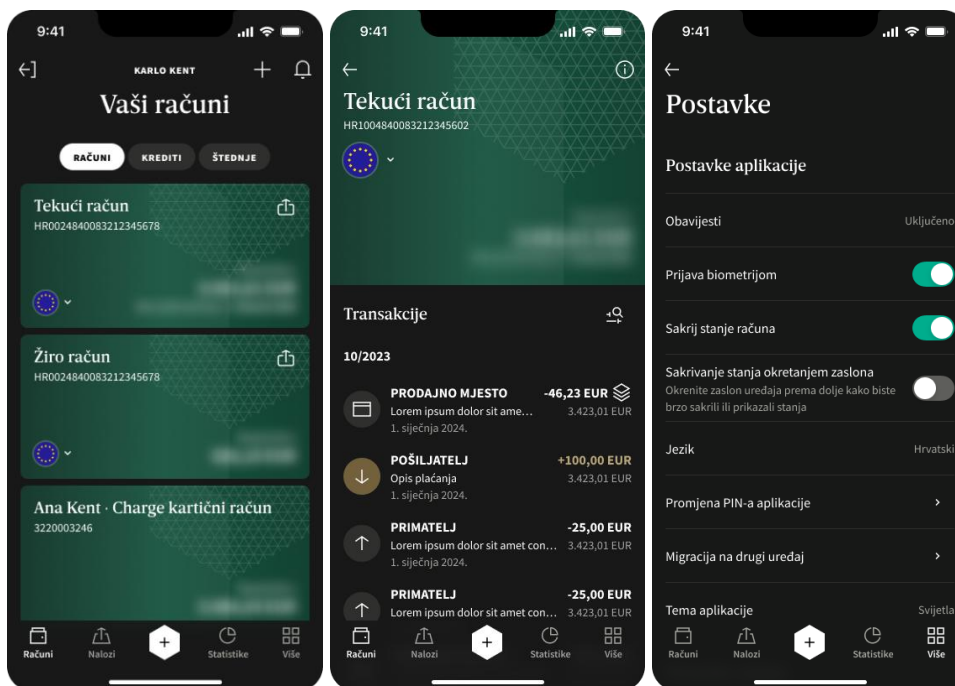 9:41
KARLO KENT
Vaši računi
RAČUNI KREDITI ŠTEDNJE
Tekući račun
HR0024840083212345678
Žiro račun
HR0024840083212345678
Ana Kent · Charge kartični račun
3220003246
Računi Nalozi Statistike Više
9:41
Tekući račun
HR1004840083212345602
Transakcije
10/2023
PRODAJNO MJESTO -46,23 EUR
Lorem ipsum dolor sit ame... 3.423,01 EUR
1. siječnja 2024.
POŠILJATELJ +100,00 EUR
Opis plaćanja 3.423,01 EUR
1. siječnja 2024.
PRIMATELJ -25,00 EUR
Lorem ipsum dolor sit amet con... 3.423,01 EUR
1. siječnja 2024.
PRIMATELJ -25,00 EUR
Lorem ipsum dolor sit amet con... 3.423,01 EUR
Računi Nalozi Statistike Više
9:41
Postavke
Postavke aplikacije
Obavijesti Uključeno
Prijava biometrijom
Sakrij stanje računa
Sakrivanje stanja okretanjem zaslona
Okrenite zaslon uređaja prema dolje kako biste
brzo sakrili ili prikazali stanja
Jezik Hrvatski
Promjena PIN-a aplikacije
Migracija na drugi uređaj
Tema aplikacije Svijetla
Računi Nalozi Statistike Više